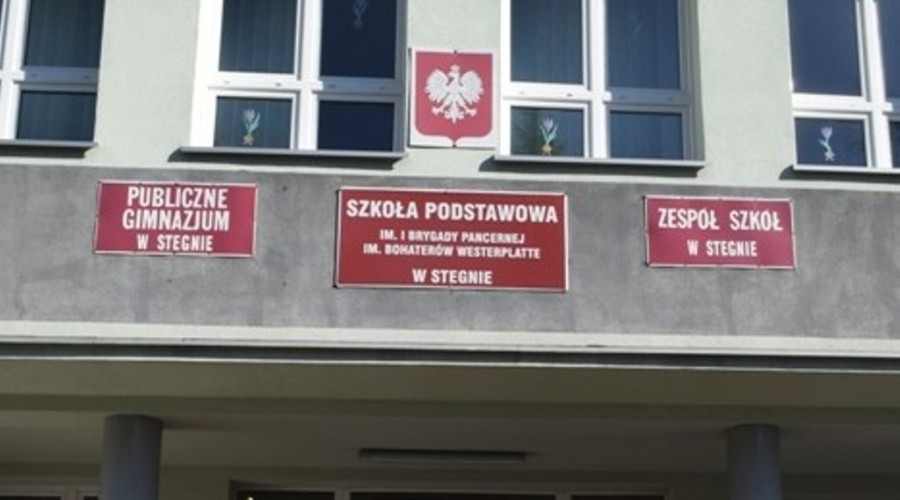 PUBLICZNE
GIMNAZJUM
W STEGNIE
SZKOŁA PODSTAWOWA
IM. I BRYGADY PANCERNEJ
IM. BOHATERÓW WESTERPLATTE
W STEGNIE
ZESPÓŁ SZKÓŁ
W STEGNIE